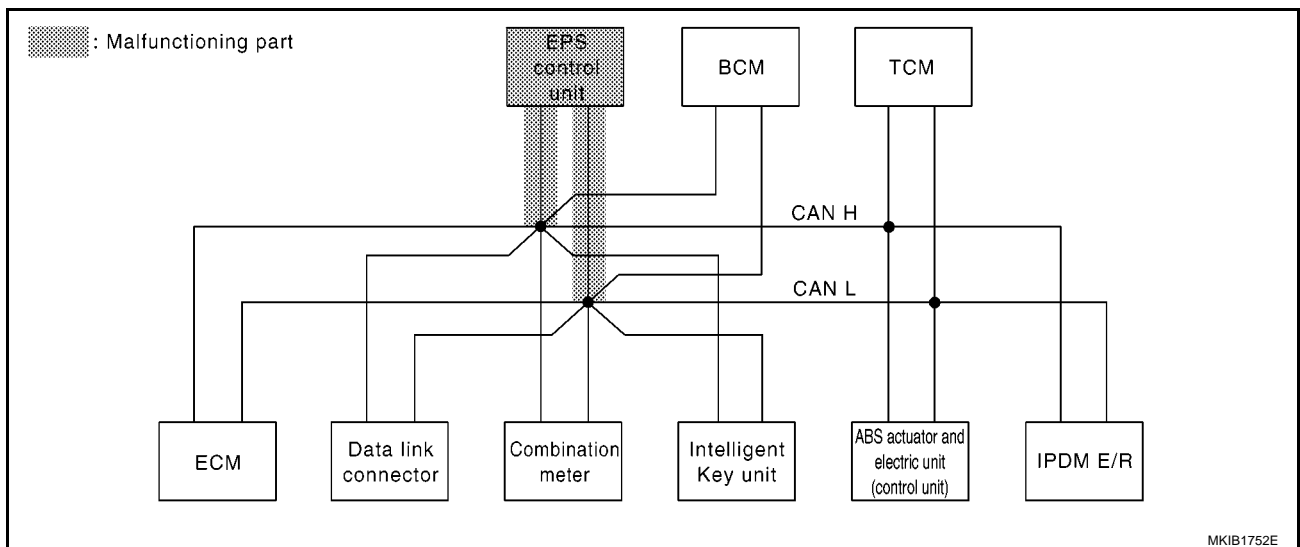 : Malfunctioning part
EPS
control
unit
BCM
TCM
CAN H
CAN L
ECM
Data link
connector
Combination
meter
Intelligent
Key unit
ABS actuator and
electric unit
(control unit)
IPDM E/R
MKIB1752E